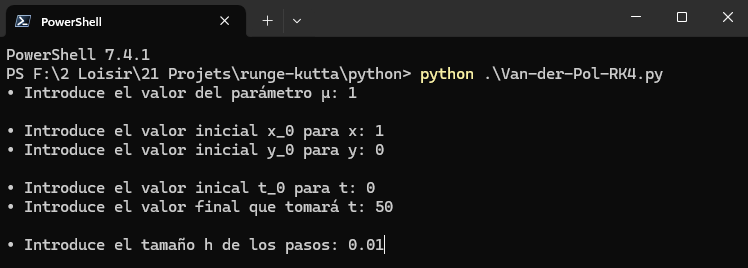 PowerShell
PowerShell 7.4.1
PS F:\2 Loisir\21 Projets\runge-kutta\python> python .\Van-der-Pol-RK4.py
• Introduce el valor del parámetro μ: 1
• Introduce el valor inicial x_0 para x: 1
• Introduce el valor inicial y_0 para y: 0
• Introduce el valor inical t_0 para t: 0
• Introduce el valor final que tomará t: 50
• Introduce el tamaño h de los pasos: 0.01